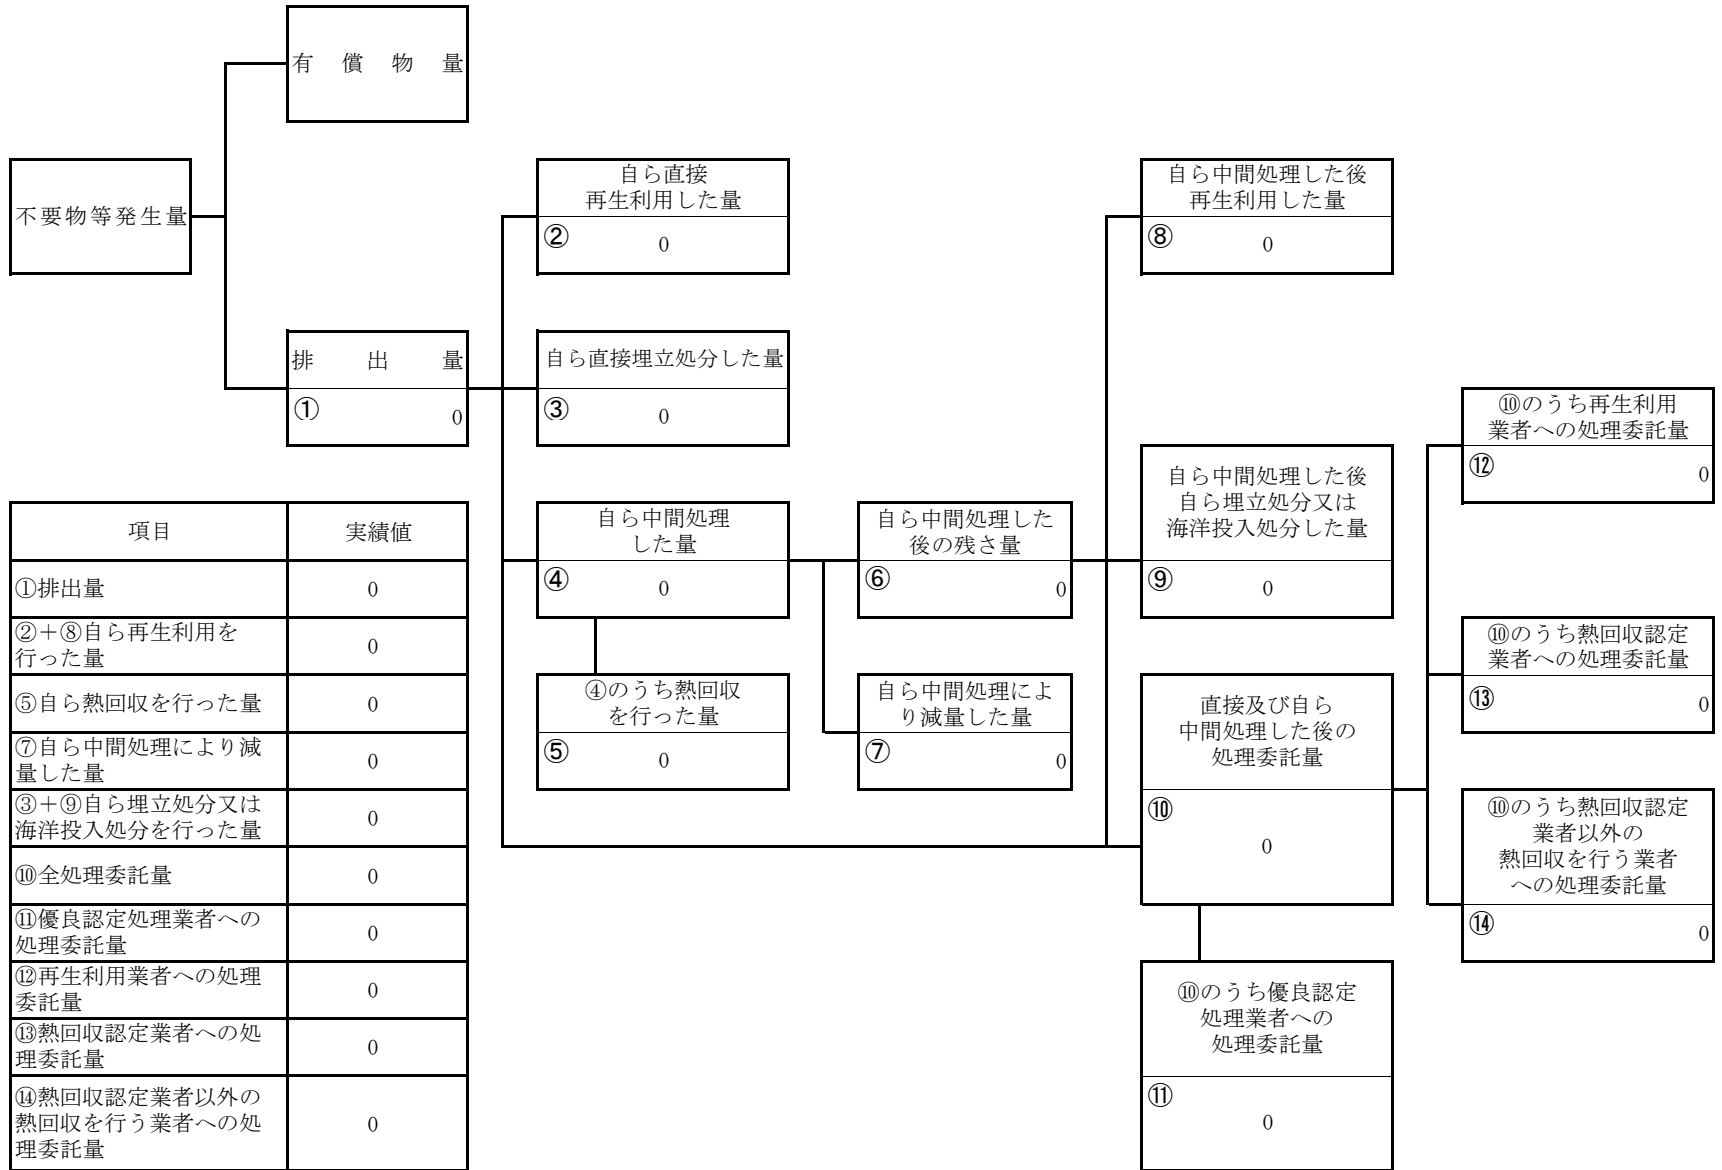 有償物量
不要物等発生量
排出量
①
0
自ら直接
再生利用した量
②
0
自ら直接埋立処分した量
③
0
自ら中間処理
した量
④
0
④のうち熱回収
を行った量
⑤
0
自ら中間処理した
後の残さ量
⑥
0
自ら中間処理によ
り減量した量
⑦
0
自ら中間処理した後
再生利用した量
⑧
0
自ら中間処理した後
自ら埋立処分又は
海洋投入処分した量
⑨
0
直接及び自ら
中間処理した後の
処理委託量
⑩
0
⑩のうち優良認定
処理業者への
処理委託量
⑪
0
⑩のうち再生利用
業者への処理委託量
⑫
0
⑩のうち熱回収認定
業者への処理委託量
⑬
0
⑩のうち熱回収認定
業者以外の
熱回収を行う業者
への処理委託量
⑭
0
項目
実績値
①排出量
0
②+⑧自ら再生利用を
行った量
0
⑤自ら熱回収を行った量
0
⑦自ら中間処理により減
量した量
0
③+⑨自ら埋立処分又は
海洋投入処分を行った量
0
⑩全処理委託量
0
⑪優良認定処理業者への
処理委託量
0
⑫再生利用業者への処理
委託量
0
⑬熱回収認定業者への処
理委託量
0
⑭熱回収認定業者以外の
熱回収を行う業者への処
理委託量
0